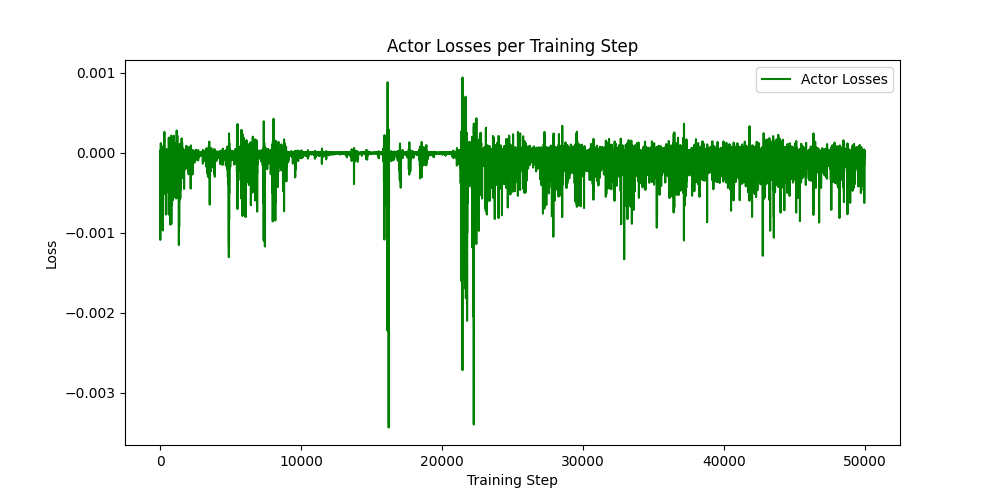 Actor Losses per Training Step
Actor Losses
0.001
0.000
−0.001
−0.002
−0.003
Loss
0
10000
20000
30000
40000
50000
Training Step